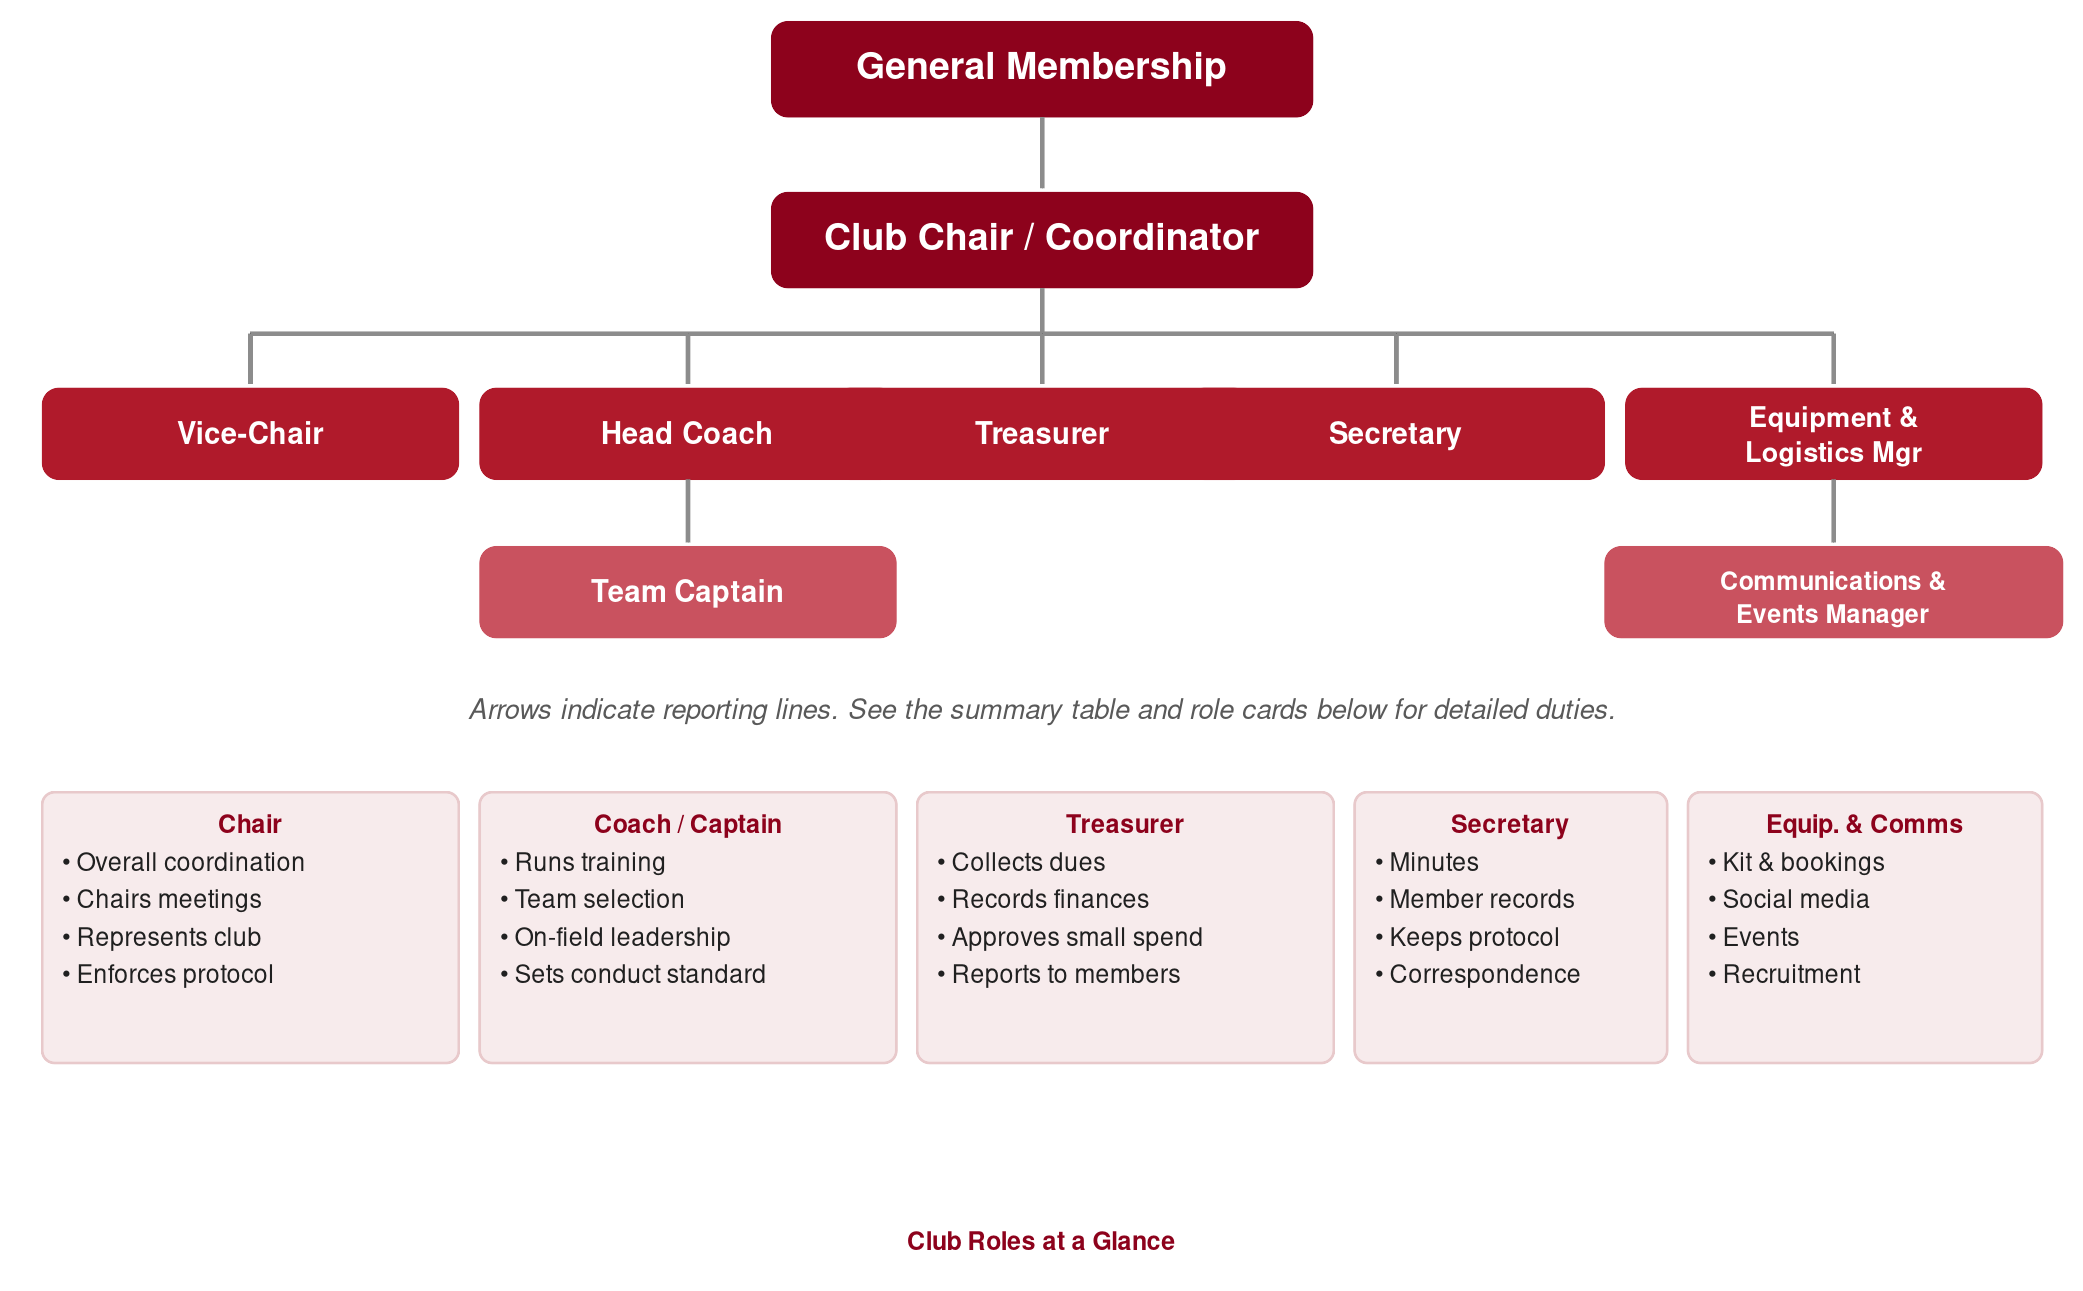 General Membership
Club Chair / Coordinator
Vice-Chair
Head Coach
Treasurer
Secretary
Equipment &
Logistics Mgr
Team Captain
Communications &
Events Manager
Arrows indicate reporting lines. See the summary table and role cards below for detailed duties.
Chair
• Overall coordination
• Chairs meetings
• Represents club
• Enforces protocol
Coach / Captain
• Runs training
• Team selection
• On-field leadership
• Sets conduct standard
Treasurer
• Collects dues
• Records finances
• Approves small spend
• Reports to members
Secretary
• Minutes
• Member records
• Keeps protocol
• Correspondence
Equip. & Comms
• Kit & bookings
• Social media
• Events
• Recruitment
Club Roles at a Glance